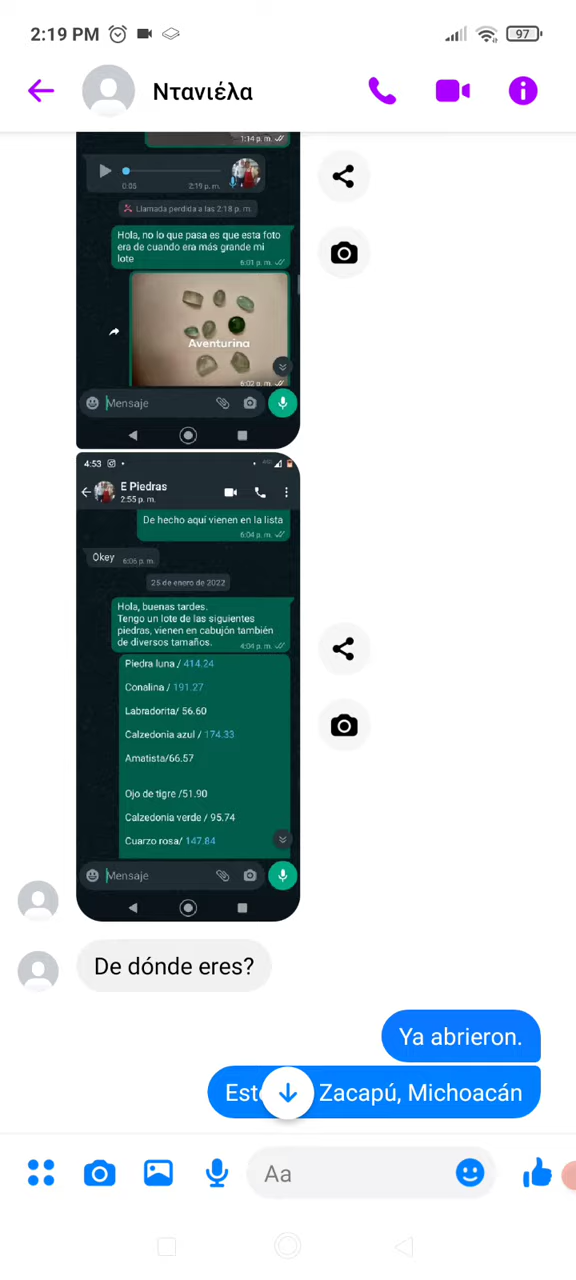 2:19 PM
97
Ντανιέλα
1:14 p. m.
0:05
2:19 p. m.
Llamada perdida a las 2:18 p. m.
Hola, no lo que pasa es que esta foto
era de cuando era más grande mi
lote
6:01 p. m.
Aventurina
6:02 p. m.
Mensaje
4:53
E Piedras
2:55 p. m.
De hecho aquí vienen en la lista
6:04 p. m.
Okey
6:06 p. m.
25 de enero de 2022
Hola, buenas tardes.
Tengo un lote de las siguientes
piedras, vienen en cabujón también
de diversos tamaños.
4:04 p. m.
Piedra luna / 414.24
Conalina / 191.27
Labradorita/ 56.60
Calzedonia azul / 174.33
Amatista/66.57
Ojo de tigre /51.90
Calzedonia verde / 95.74
Cuarzo rosa/ 147.84
Mensaje
De dónde eres?
Ya abrieron.
Est Zacapú, Michoacán
Aa